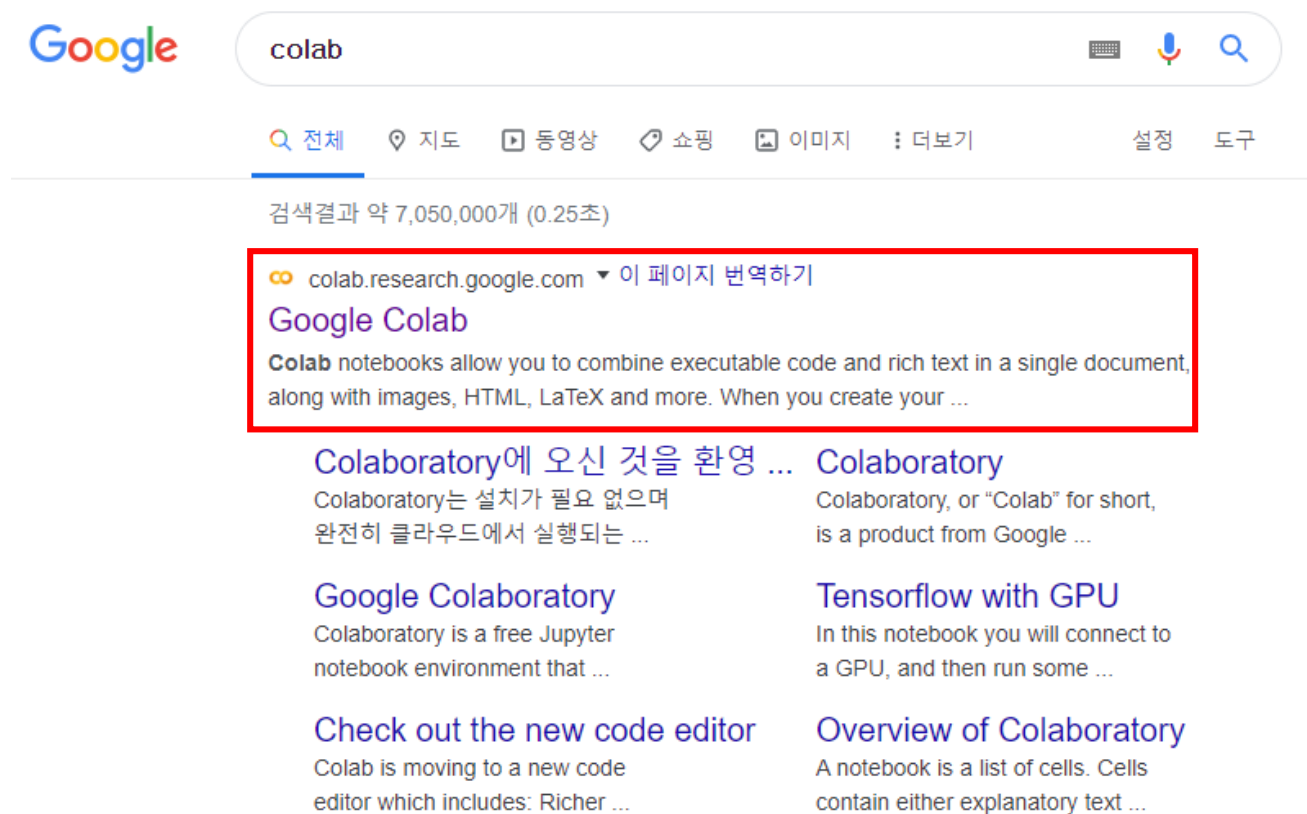 Google
colab
전체 지도 동영상 쇼핑 이미지 더보기 설정 도구
검색결과 약 7,050,000개 (0.25초)
colab.research.google.com ▼ 이 페이지 번역하기
Google Colab
Colab notebooks allow you to combine executable code and rich text in a single document,
along with images, HTML, LaTeX and more. When you create your ...
Colaboratory에 오신 것을 환영 ...
Colaboratory는 설치가 필요 없으며
완전히 클라우드에서 실행되는 ...
Colaboratory
Colaboratory, or “Colab” for short,
is a product from Google ...
Google Colaboratory
Colaboratory is a free Jupyter
notebook environment that ...
Tensorflow with GPU
In this notebook you will connect to
a GPU, and then run some ...
Check out the new code editor
Colab is moving to a new code
editor which includes: Richer ...
Overview of Colaboratory
A notebook is a list of cells. Cells
contain either explanatory text ...